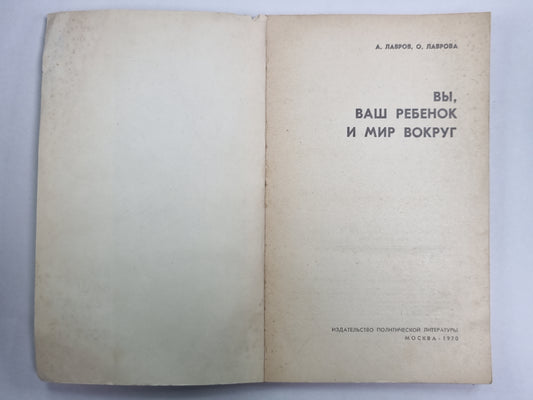 А. ЛАВРОВ, О. ЛАВРОВА
ВЫ,
ВАШ РЕБЕНОК
И МИР ВОКРУГ
ИЗДАТЕЛЬСТВО ПОЛИТИЧЕСКОЙ ЛИТЕРАТУРЫ
МОСКВА · 1970